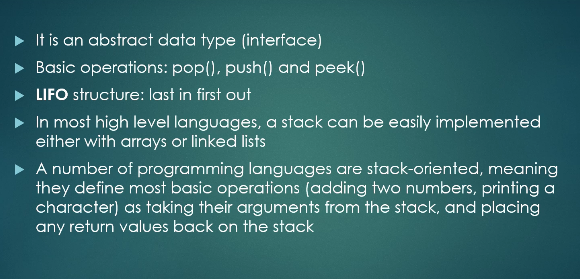 It is an abstract data type (interface)
Basic operations: pop(), push() and peek()
LIFO structure: last in first out
In most high level languages, a stack can be easily implemented
either with arrays or linked lists
A number of programming languages are stack-oriented, meaning
they define most basic operations (adding two numbers, printing a
character) as taking their arguments from the stack, and placing
any return values back on the stack